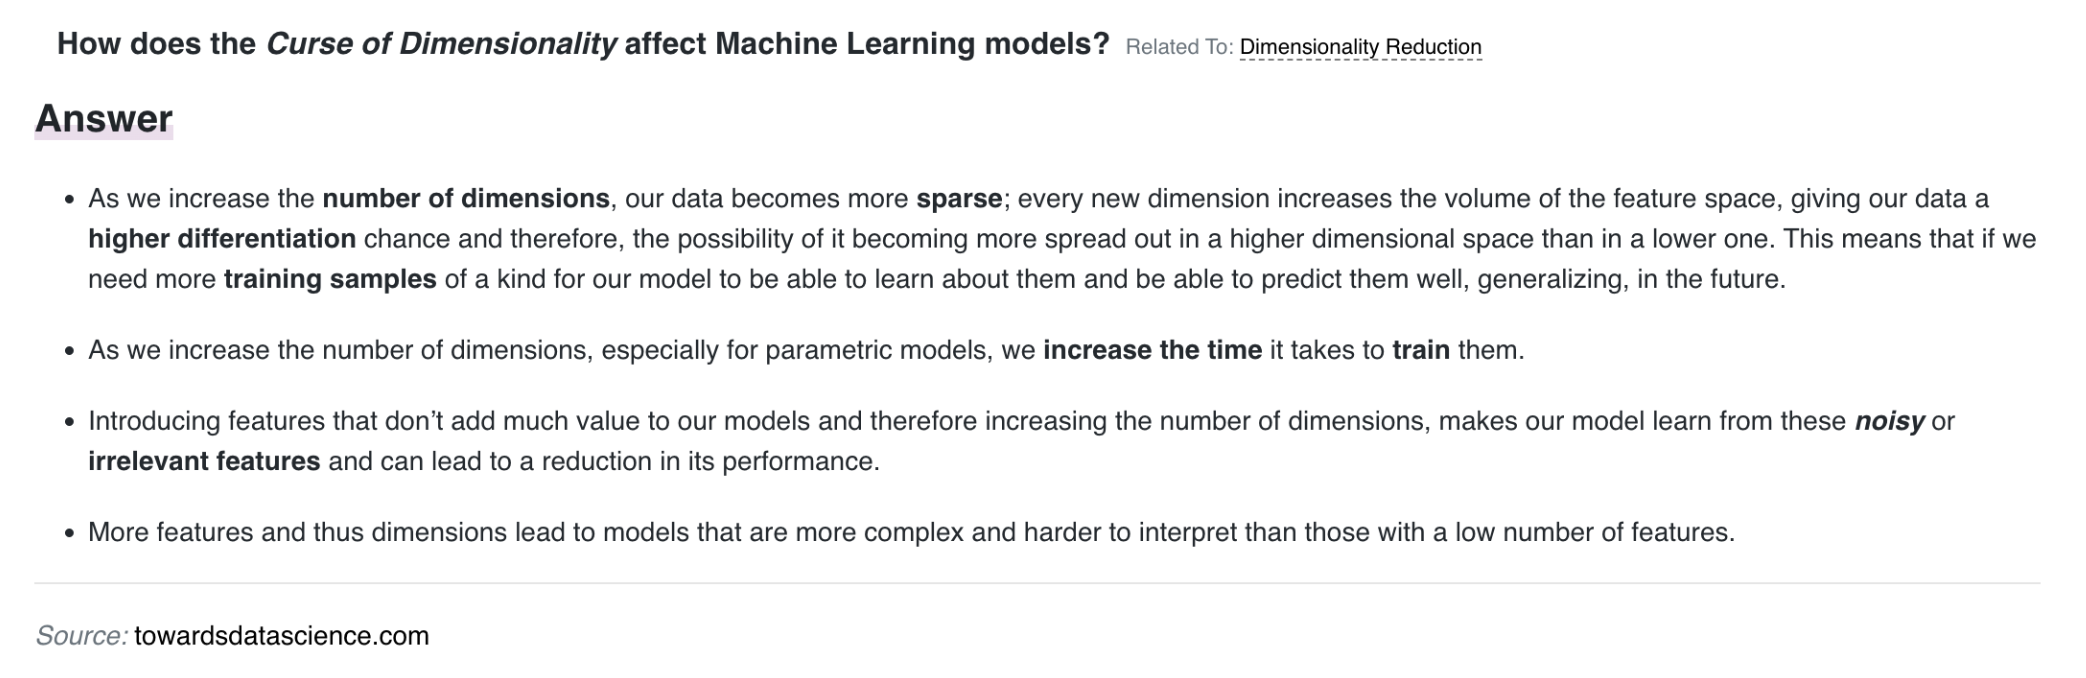 How does the Curse of Dimensionality affect Machine Learning models? Related To: Dimensionality Reduction
Answer
• As we increase the number of dimensions, our data becomes more sparse; every new dimension increases the volume of the feature space, giving our data a
higher differentiation chance and therefore, the possibility of it becoming more spread out in a higher dimensional space than in a lower one. This means that if we
need more training samples of a kind for our model to be able to learn about them and be able to predict them well, generalizing, in the future.
• As we increase the number of dimensions, especially for parametric models, we increase the time it takes to train them.
• Introducing features that don’t add much value to our models and therefore increasing the number of dimensions, makes our model learn from these noisy or
irrelevant features and can lead to a reduction in its performance.
• More features and thus dimensions lead to models that are more complex and harder to interpret than those with a low number of features.
Source: towardsdatascience.com